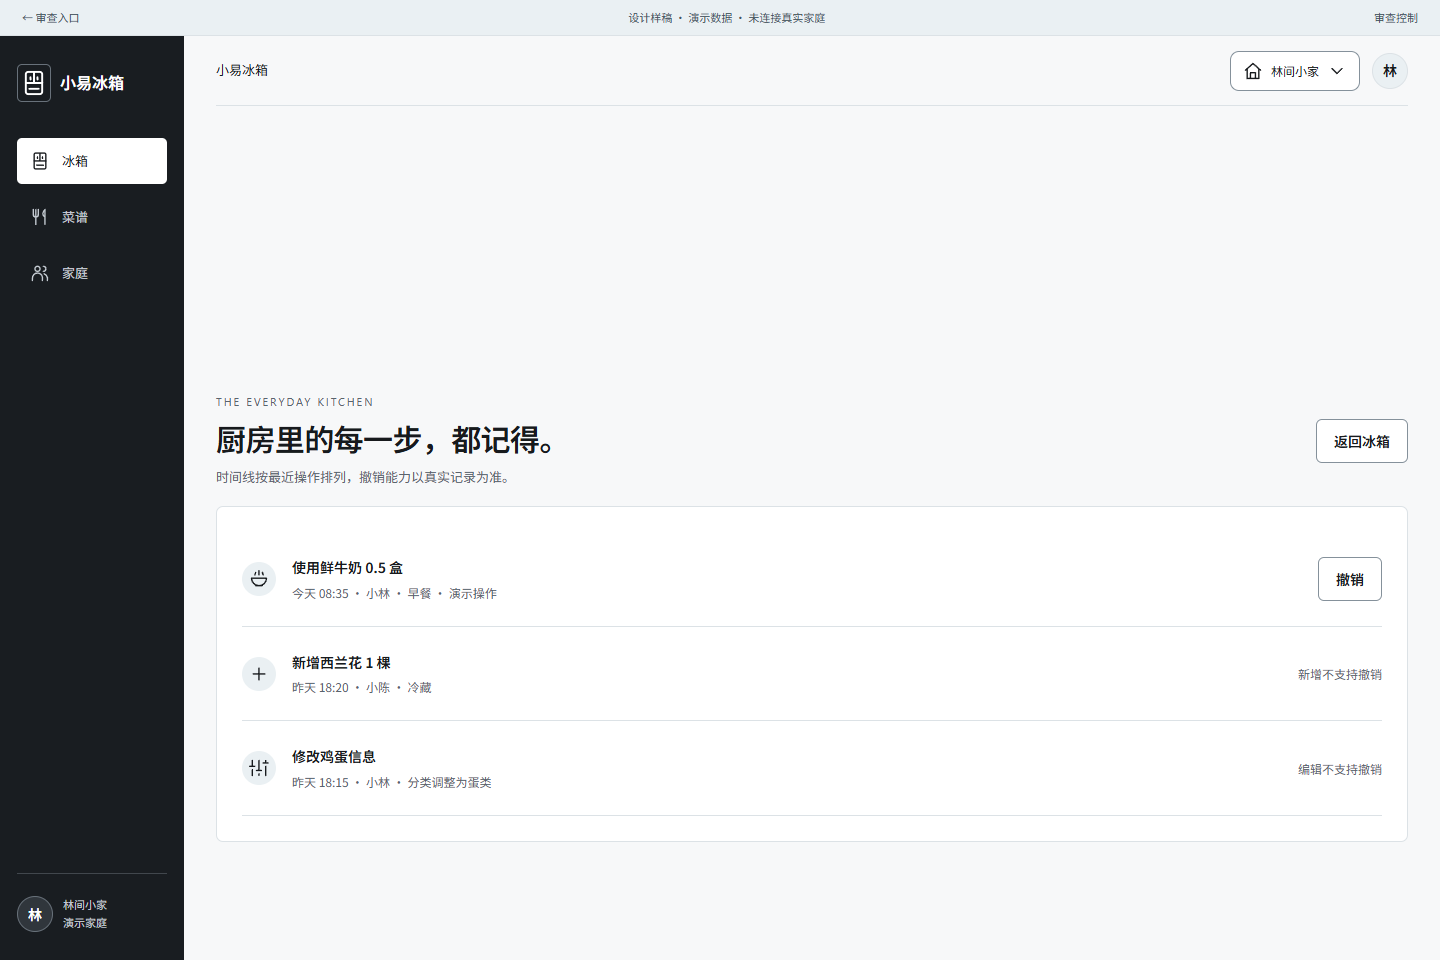 ← 审查入口
设计样稿 • 演示数据 • 未连接真实家庭
审查控制
小易冰箱
冰箱
菜谱
家庭
林
林间小家
演示家庭
小易冰箱
林间小家
林
THE EVERYDAY KITCHEN
厨房里的每一步，都记得。
时间线按最近操作排列，撤销能力以真实记录为准。
返回冰箱
使用鲜牛奶 0.5 盒
今天 08:35 • 小林 • 早餐 • 演示操作
撤销
新增西兰花 1 棵
昨天 18:20 • 小陈 • 冷藏
新增不支持撤销
修改鸡蛋信息
昨天 18:15 • 小林 • 分类调整为蛋类
编辑不支持撤销